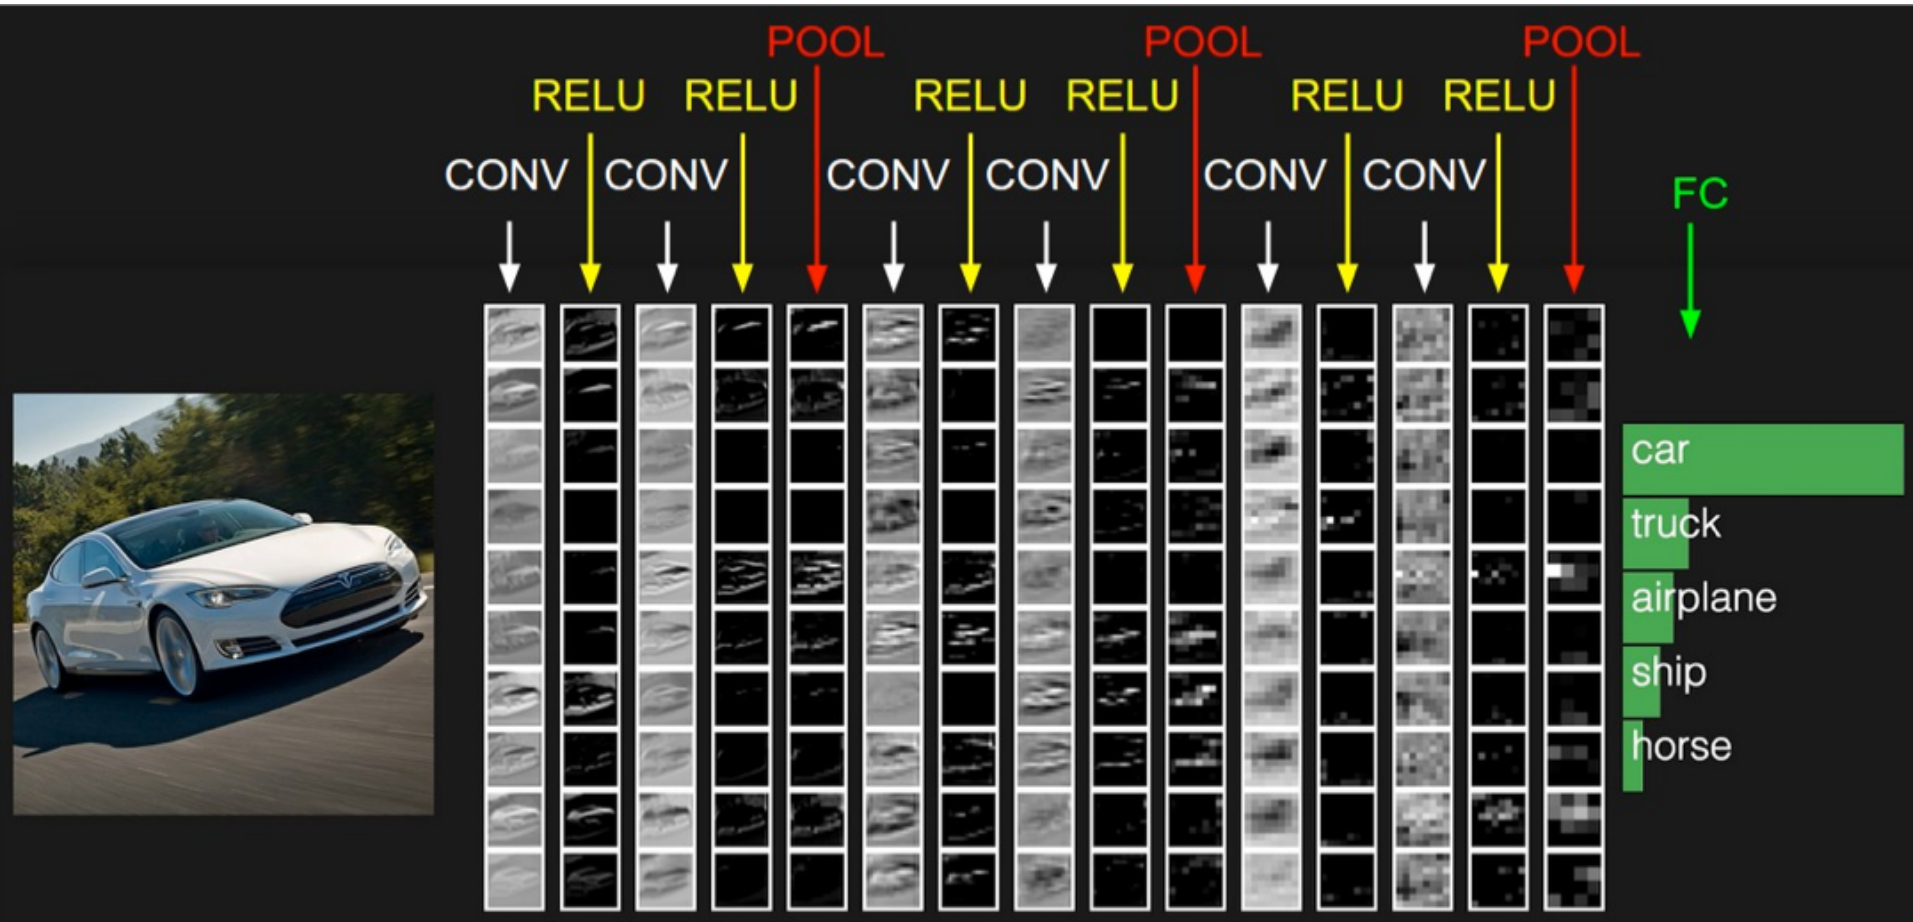 POOL POOL POOL
RELU RELU RELU RELU RELU RELU
CONV CONV CONV CONV CONV CONV
FC
car
truck
airplane
ship
horse